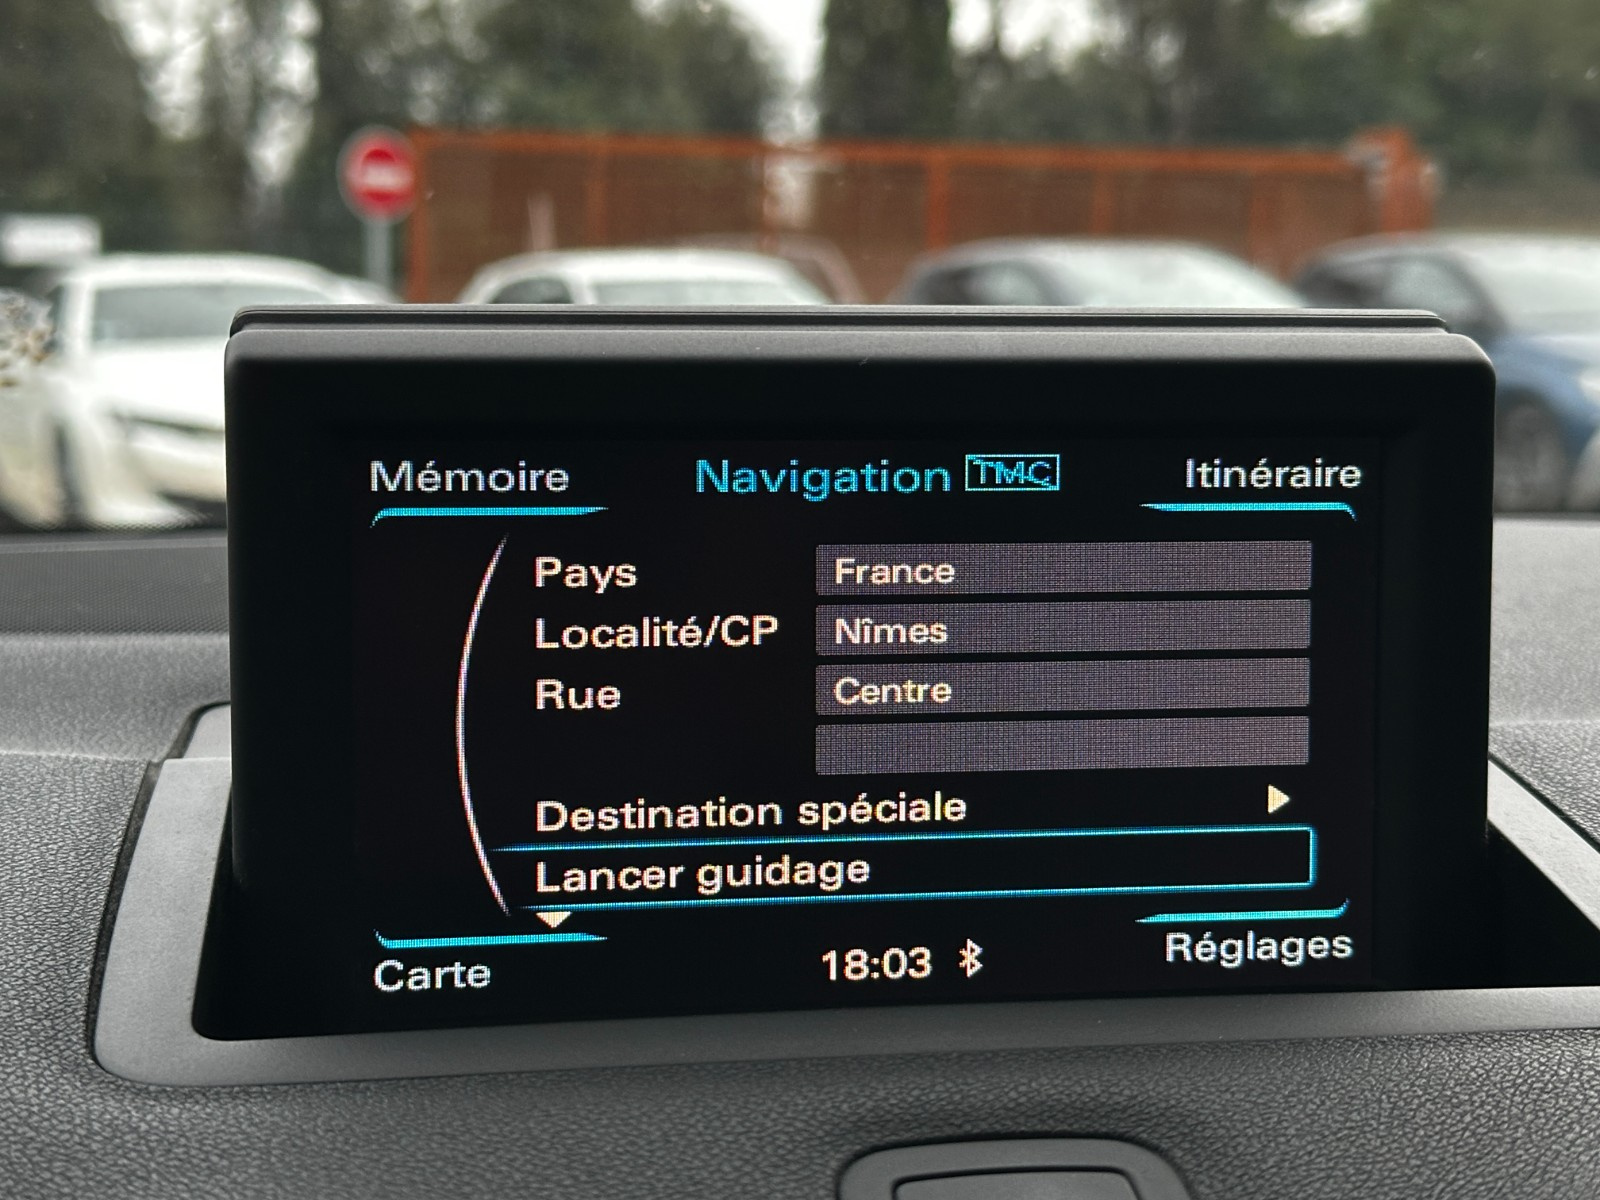 Mémoire Navigation TMC Itinéraire
Pays France
Localité/CP Nîmes
Rue Centre
Destination spéciale
Lancer guidage
Carte 18:03 Réglages